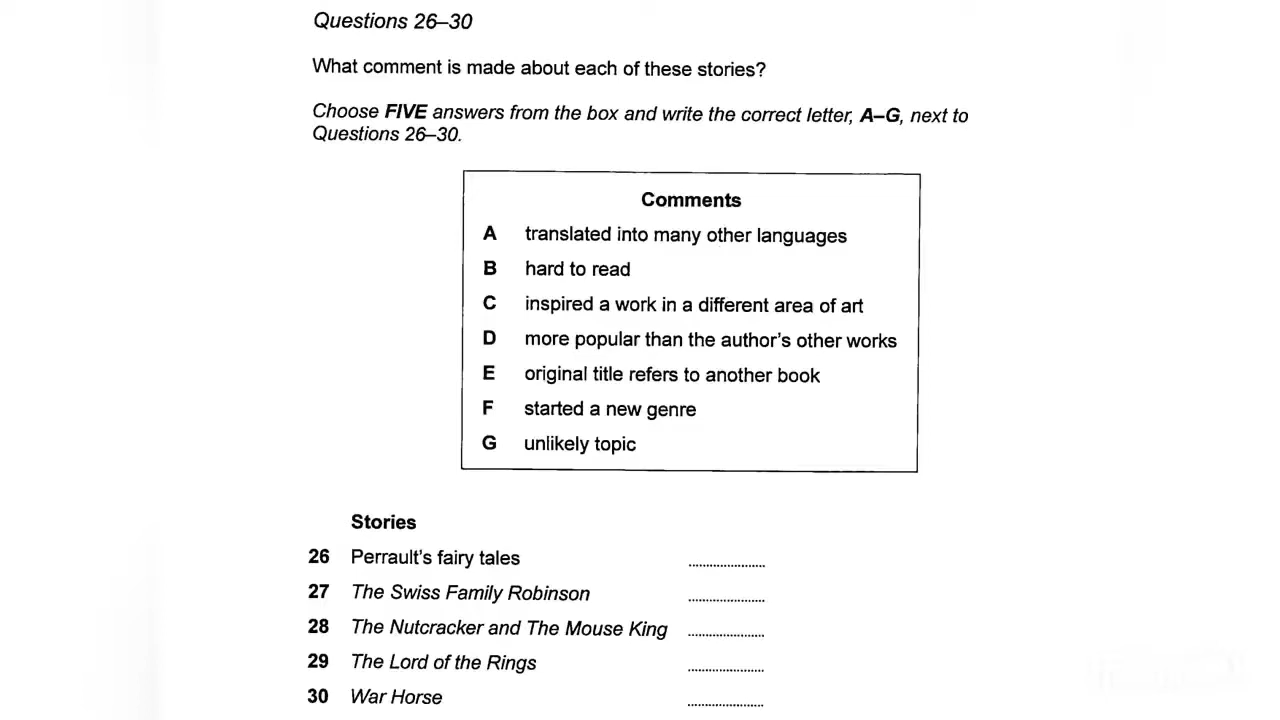 Questions 26–30
What comment is made about each of these stories?
Choose FIVE answers from the box and write the correct letter, A–G, next to
Questions 26–30.
Comments
A translated into many other languages
B hard to read
C inspired a work in a different area of art
D more popular than the author's other works
E original title refers to another book
F started a new genre
G unlikely topic
Stories
26 Perrault's fairy tales ........................
27 The Swiss Family Robinson ........................
28 The Nutcracker and The Mouse King ........................
29 The Lord of the Rings ........................
30 War Horse ........................